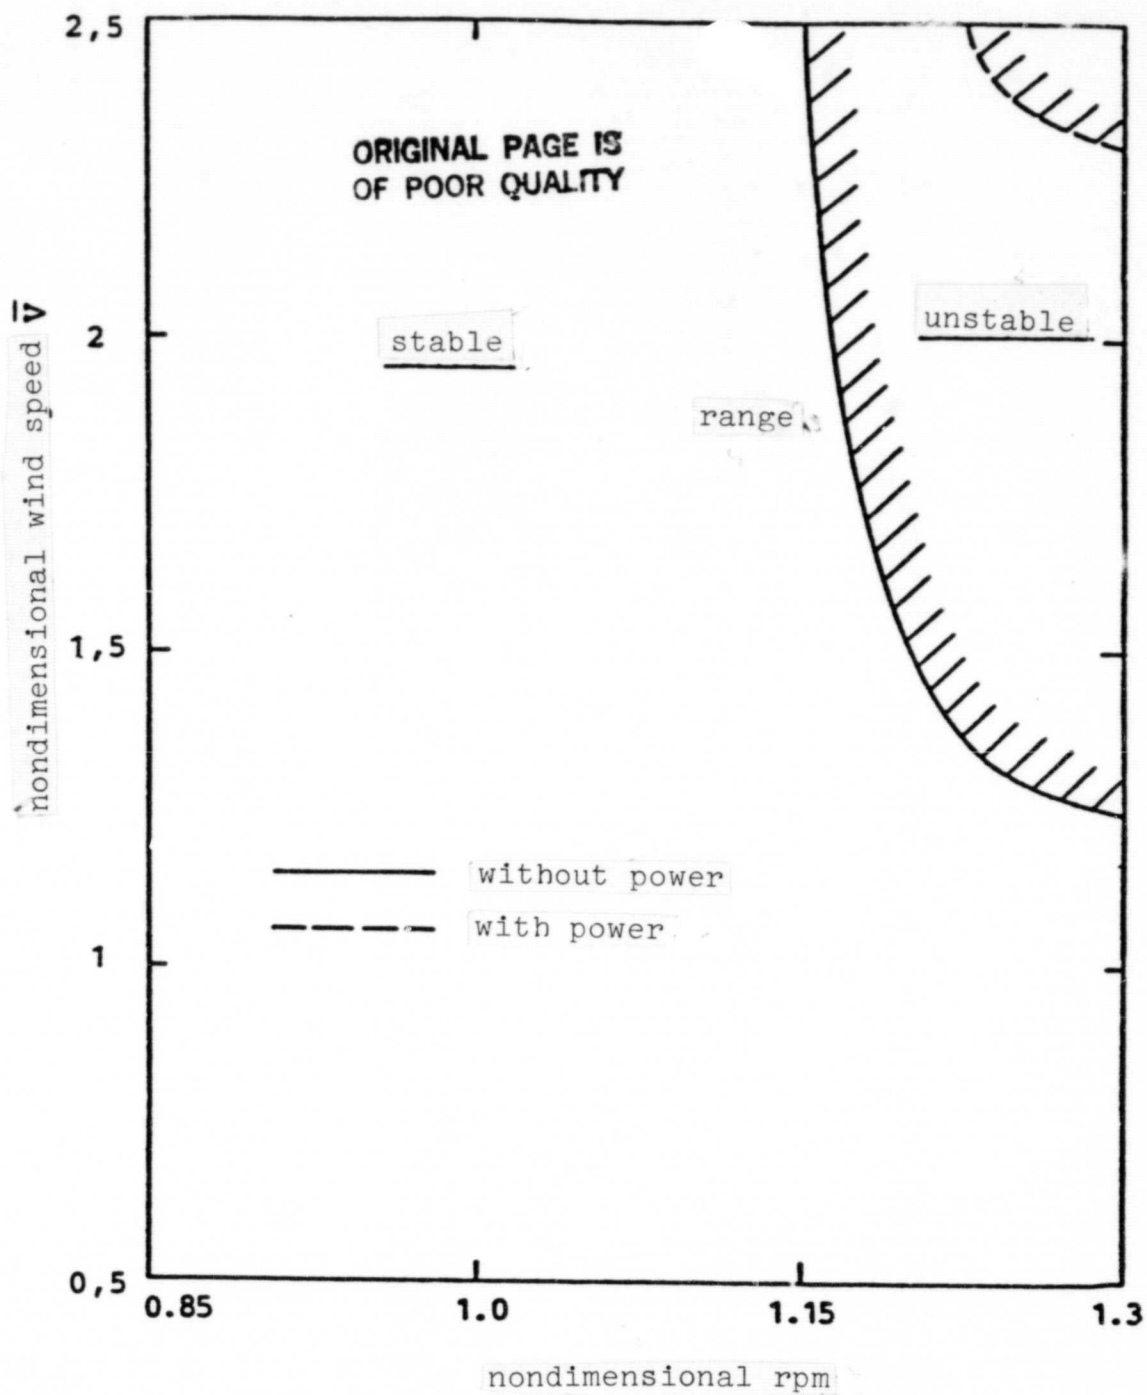 2,5
ORIGINAL PAGE IS
OF POOR QUALITY
nondimensional wind speed V̅
2
stable
unstable
range
1,5
without power
with power
1
0,5
0.85
1.0
1.15
1.3
nondimensional rpm